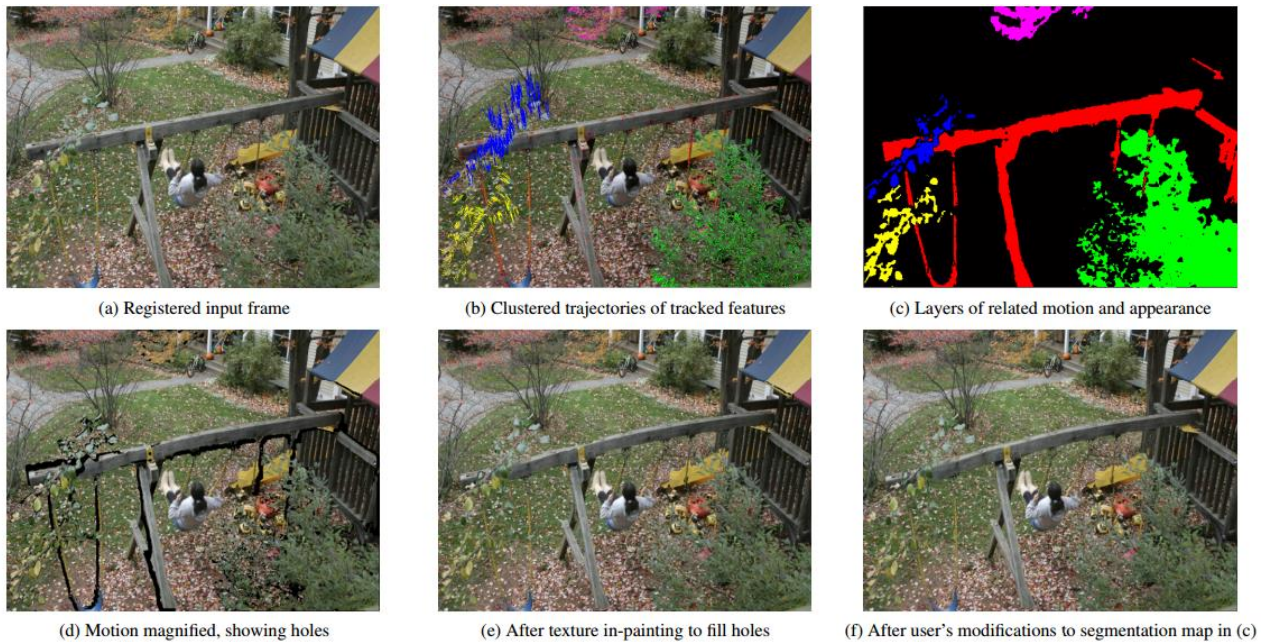 (a) Registered input frame
(b) Clustered trajectories of tracked features
(c) Layers of related motion and appearance
(d) Motion magnified, showing holes
(e) After texture in-painting to fill holes
(f) After user's modifications to segmentation map in (c)